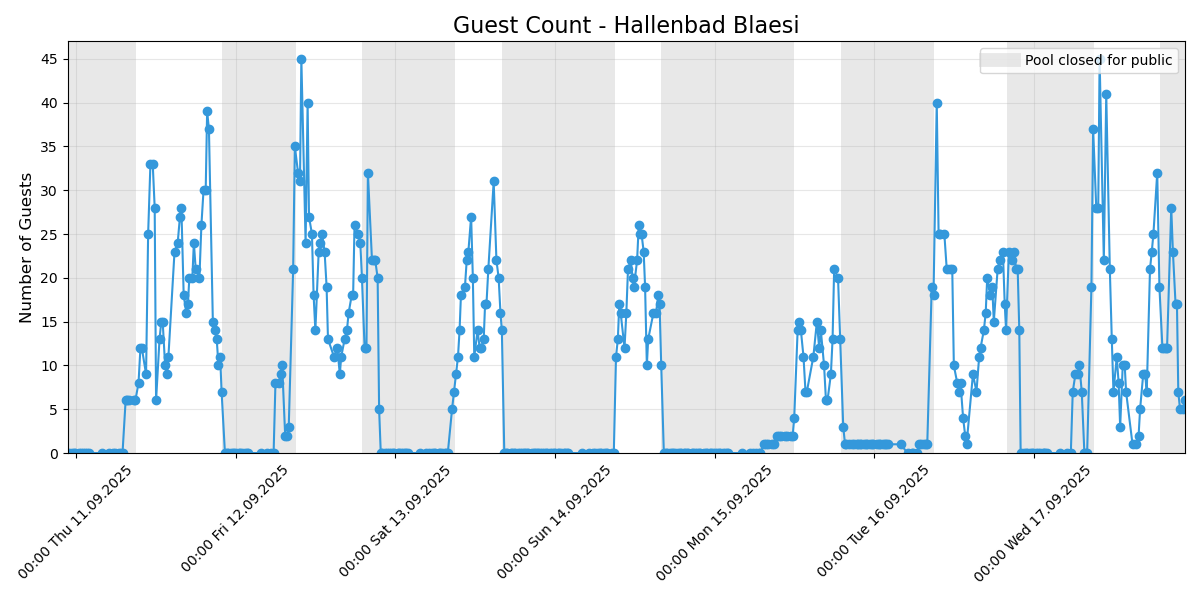 Guest Count - Hallenbad Blaesi
Pool closed for public
Number of Guests
45
40
35
30
25
20
15
10
5
0
00:00 Thu 11.09.2025
00:00 Fri 12.09.2025
00:00 Sat 13.09.2025
00:00 Sun 14.09.2025
00:00 Mon 15.09.2025
00:00 Tue 16.09.2025
00:00 Wed 17.09.2025